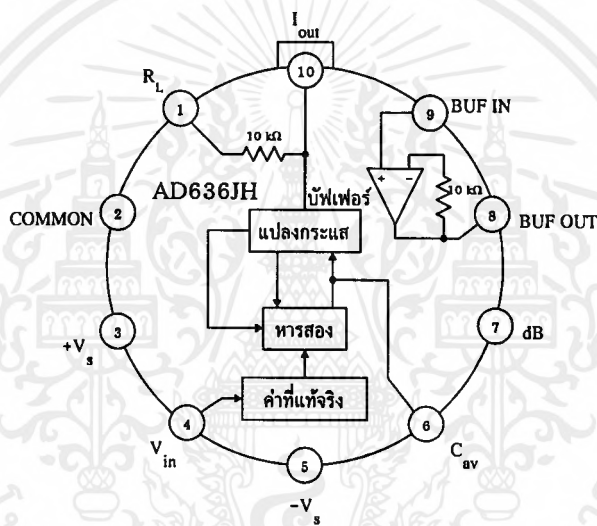 I out
10
R L
1
9
BUF IN
10 kΩ
+ −
AD636JH
บัฟเฟอร์
10 kΩ
COMMON
2
8
BUF OUT
แปลงกระแส
หารสอง
7
dB
3
+V s
ค่าที่แท้จริง
4
V in
6
C av
5
−V s